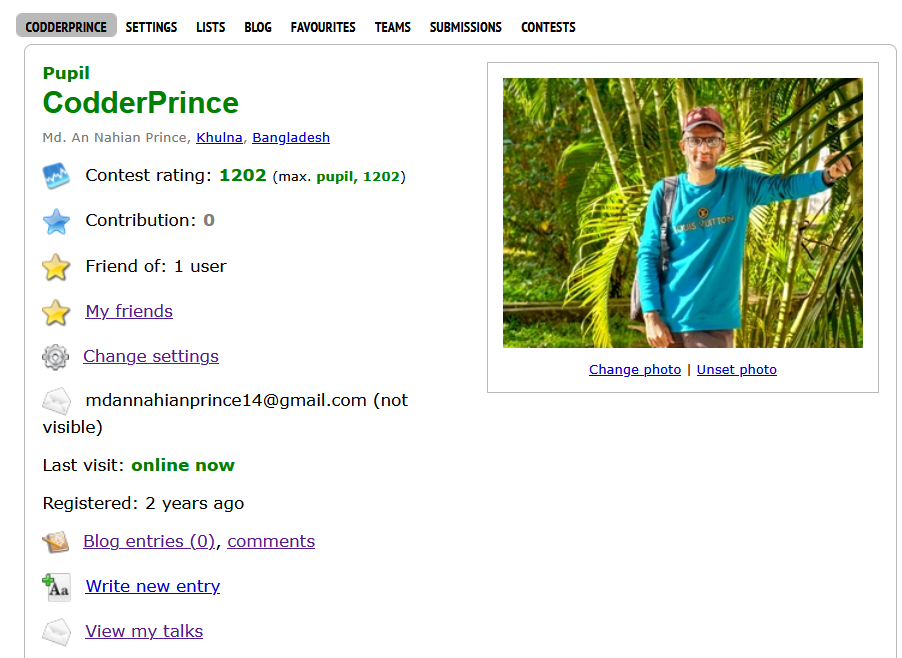 CODDERPRINCE SETTINGS LISTS BLOG FAVOURITES TEAMS SUBMISSIONS CONTESTS
Pupil
CodderPrince
Md. An Nahian Prince, Khulna, Bangladesh
Contest rating: 1202 (max. pupil, 1202)
Contribution: 0
Friend of: 1 user
My friends
Change settings
mdannahianprince14@gmail.com (not
visible)
Last visit: online now
Registered: 2 years ago
Blog entries (0), comments
Write new entry
Aa
View my talks
LOUIS VUITTON
Change photo | Unset photo